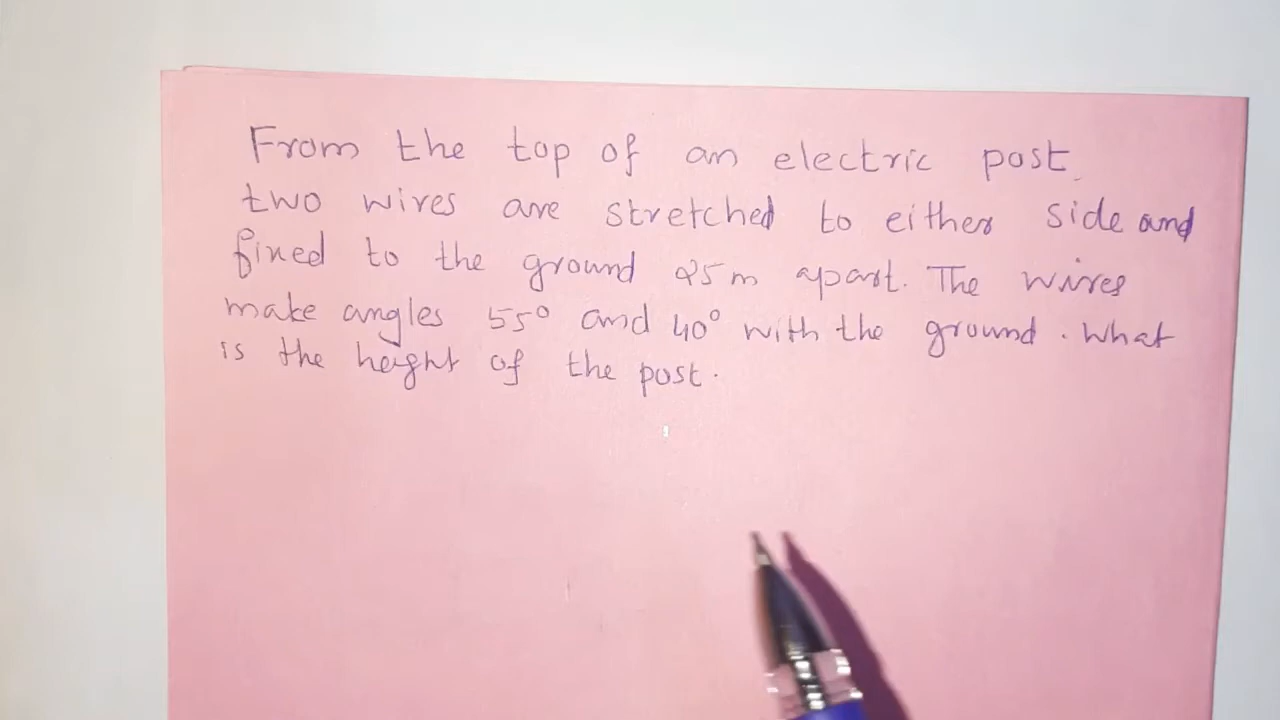 From the top of an electric post
two wires are stretched to either side and
fixed to the ground 25m apart. The wires
make angles 55° and 40° with the ground. What
is the height of the post.